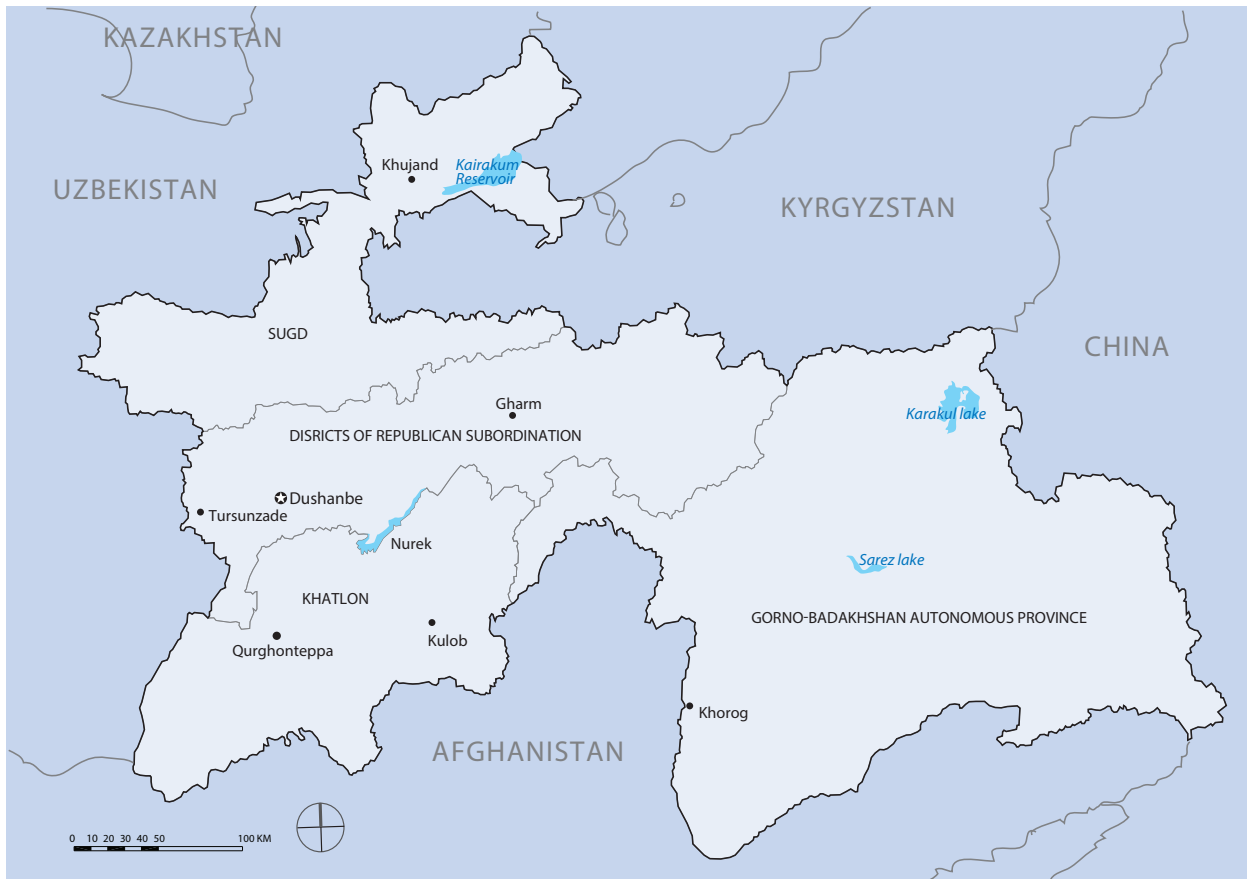 KAZAKHSTAN
Khujand
Kairakum
Reservoir
UZBEKISTAN
KYRGYZSTAN
SUGD
CHINA
Gharm
Karakul lake
DISRICTS OF REPUBLICAN SUBORDINATION
Dushanbe
Tursunzade
Nurek
Sarez lake
KHATLON
GORNO-BADAKHSHAN AUTONOMOUS PROVINCE
Kulob
Qurghonteppa
Khorog
AFGHANISTAN
0 10 20 30 40 50 100 KM